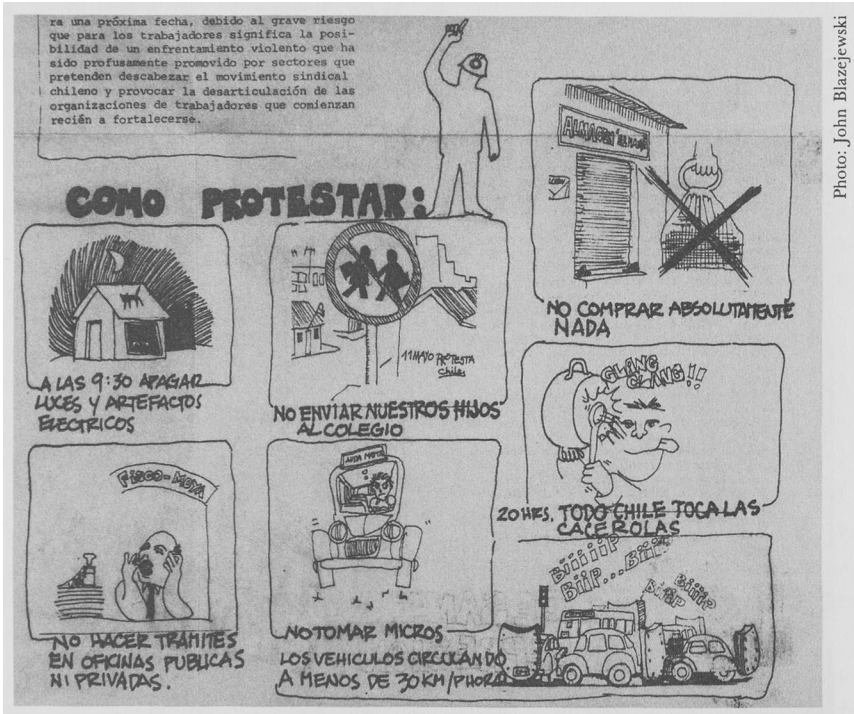 ra una próxima fecha, debido al grave riesgo
que para los trabajadores significa la posi-
bilidad de un enfrentamiento violento que ha
sido profusamente promovido por sectores que
pretenden descabezar el movimiento sindical
chileno y provocar la desarticulación de las
organizaciones de trabajadores que comienzan
recién a fortalecerse.
COMO PROTESTAR:
A LAS 9:30 APAGAR
LUCES Y ARTEFACTOS
ELECTRICOS
11 MAYO PROTESTA
Chile
NO ENVIAR NUESTROS HIJOS
AL COLEGIO
ALMACEN
NO COMPRAR ABSOLUTAMENTE
NADA
CLANG
CLANG!!
20 HRS. TODO CHILE TOCA LAS
CACEROLAS
FISCO-MOYA
NO HACER TRAMITES
EN OFICINAS PUBLICAS
NI PRIVADAS.
NO TOMAR MICROS
LOS VEHICULOS CIRCULANDO
A MENOS DE 30 KM/PHORA
BiiiiiiP
BiiP...Biii
BiiiP
Photo: John Blazejewski